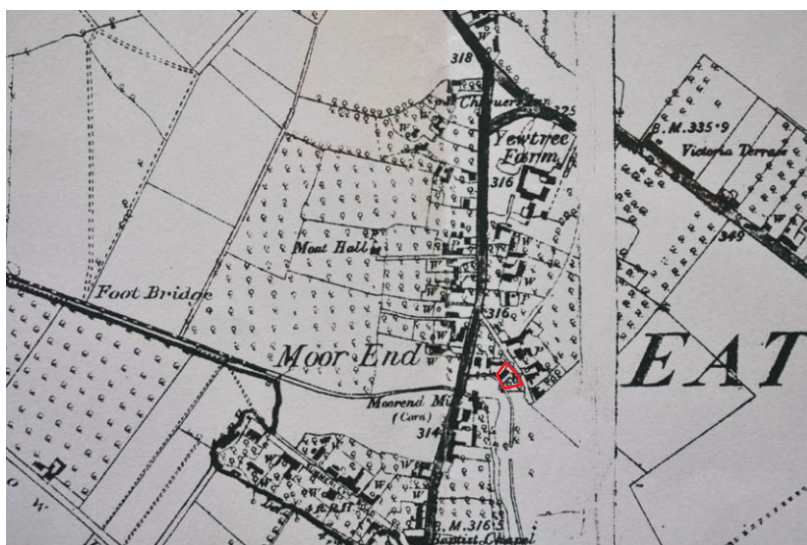 318
325
B.M. 335·9
Victoria Terrace
Yewtree
Farm
316
W
W
Moat Hall
P
W
349
Foot Bridge
W
P
316
W
Moor End
EAT
Moorend Mill
(Corn)
314
W
W
W
B.M. 316·5
Baptist Chapel